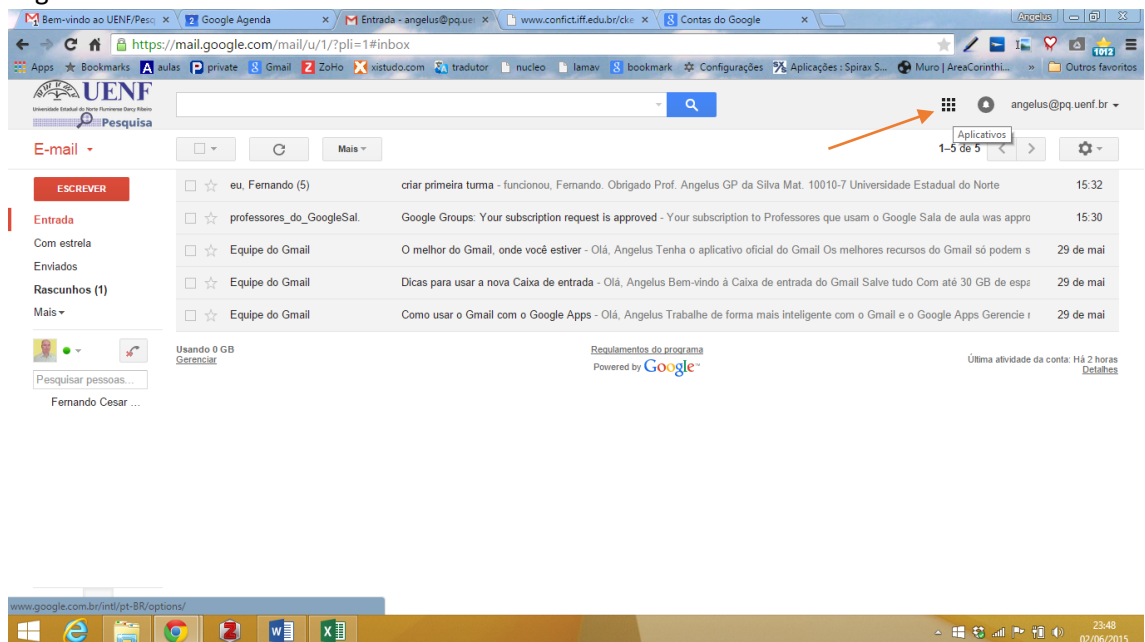 Bem-vindo ao UENF/Pesq
Google Agenda
Entrada - angelus@pq.uen
www.confict.iff.edu.br/cke
Contas do Google
Angelus
https://mail.google.com/mail/u/1/?pli=1#inbox
1012
Apps Bookmarks aulas private Gmail ZoHo xistudo.com tradutor nucleo lamav bookmark Configurações Aplicações : Spirax S... Muro | AreaCorinthi... » Outros favoritos
UENF
Universidade Estadual do Norte Fluminense Darcy Ribeiro
Pesquisa
angelus@pq.uenf.br
Aplicativos
E-mail
Mais
1–5 de 5
ESCREVER
eu, Fernando (5) criar primeira turma - funcionou, Fernando. Obrigado Prof. Angelus GP da Silva Mat. 10010-7 Universidade Estadual do Norte 15:32
Entrada
professores_do_GoogleSal. Google Groups: Your subscription request is approved - Your subscription to Professores que usam o Google Sala de aula was appro 15:30
Com estrela
Equipe do Gmail O melhor do Gmail, onde você estiver - Olá, Angelus Tenha o aplicativo oficial do Gmail Os melhores recursos do Gmail só podem s 29 de mai
Enviados
Equipe do Gmail Dicas para usar a nova Caixa de entrada - Olá, Angelus Bem-vindo à Caixa de entrada do Gmail Salve tudo Com até 30 GB de espa 29 de mai
Rascunhos (1)
Equipe do Gmail Como usar o Gmail com o Google Apps - Olá, Angelus Trabalhe de forma mais inteligente com o Gmail e o Google Apps Gerencie r 29 de mai
Mais
Usando 0 GB
Gerenciar
Regulamentos do programa
Powered by Google™
Última atividade da conta: Há 2 horas
Detalhes
Pesquisar pessoas...
Fernando Cesar ...
www.google.com.br/intl/pt-BR/options/
23:48
02/06/2015